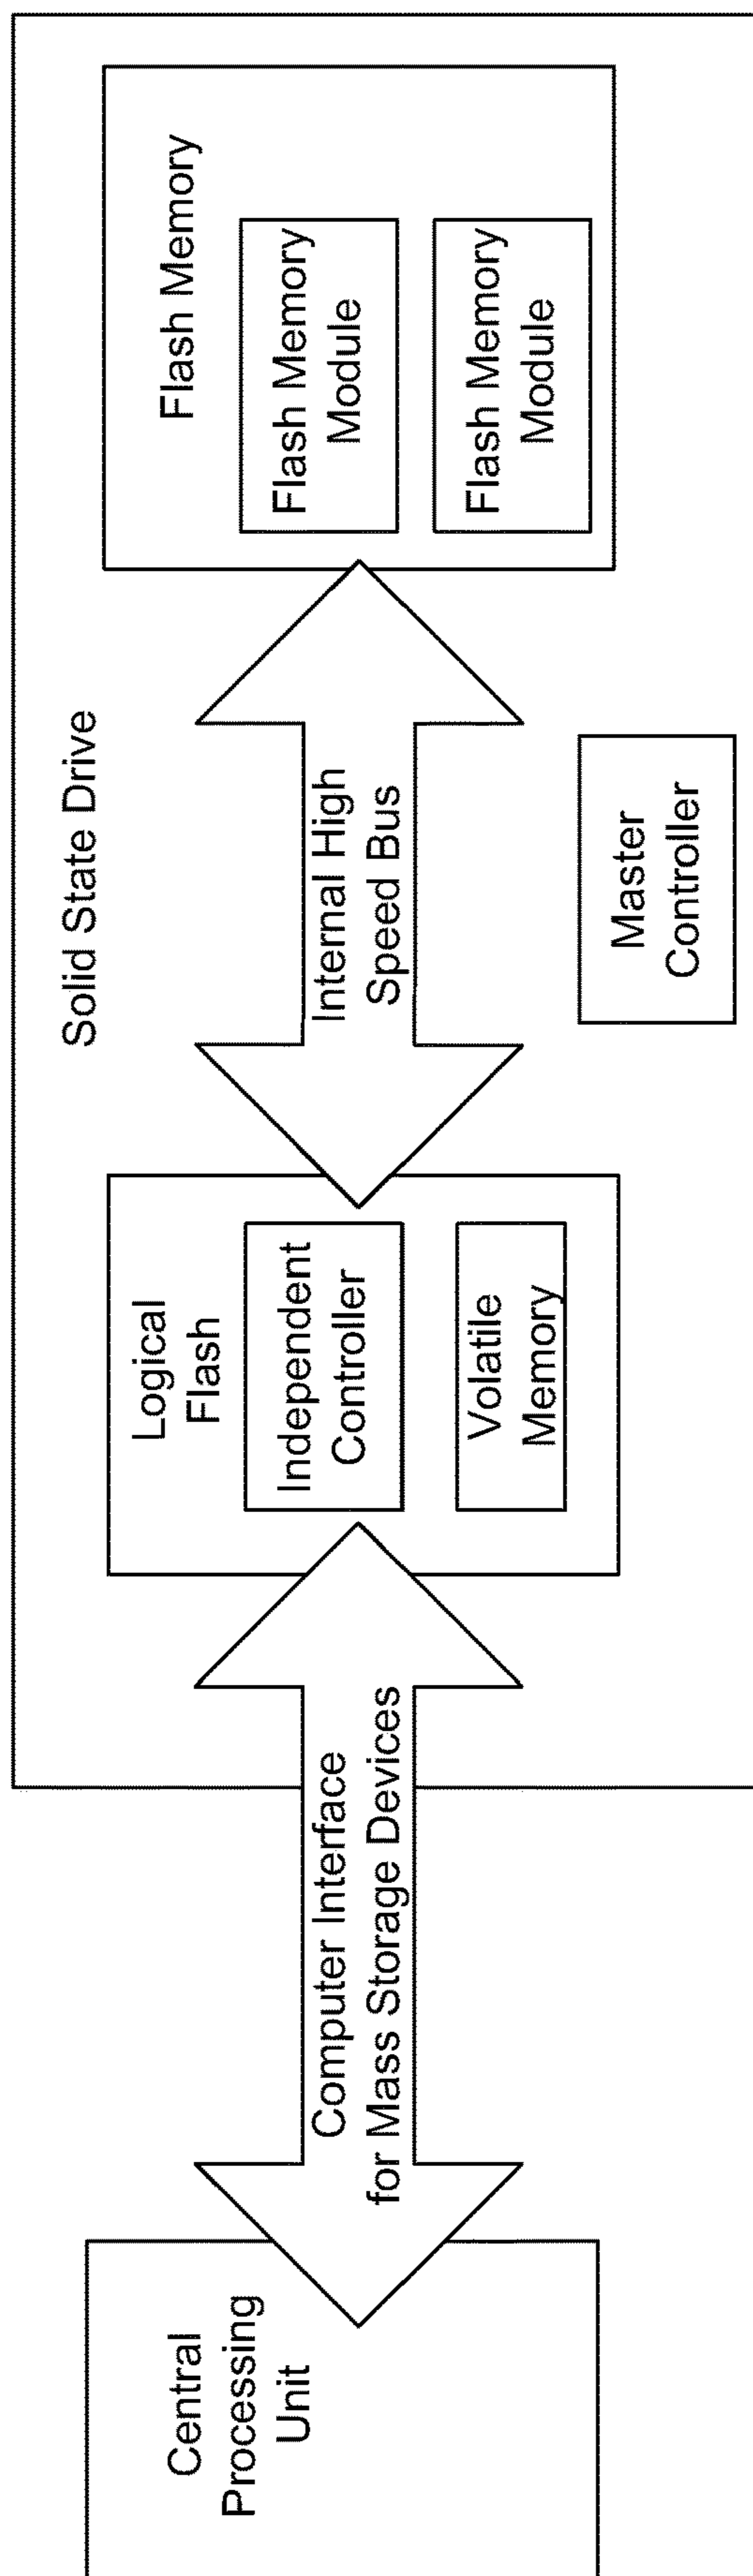 Central
Processing
Unit
Computer Interface
for Mass Storage Devices
Solid State Drive
Logical
Flash
Independent
Controller
Volatile
Memory
Internal High
Speed Bus
Master
Controller
Flash Memory
Flash Memory
Module
Flash Memory
Module